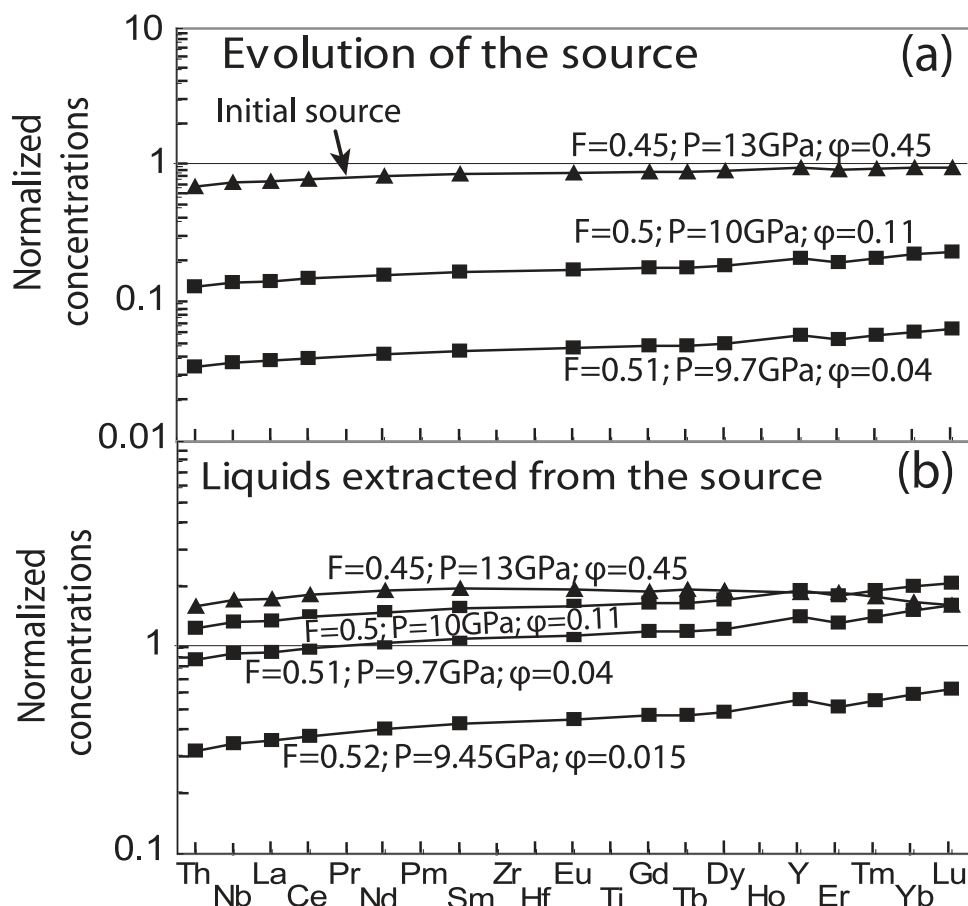 10
Evolution of the source
(a)
Initial source
F=0.45; P=13GPa; φ=0.45
1
F=0.5; P=10GPa; φ=0.11
0.1
F=0.51; P=9.7GPa; φ=0.04
0.01
Normalized
concentrations
Liquids extracted from the source
(b)
F=0.45; P=13GPa; φ=0.45
F=0.5; P=10GPa; φ=0.11
1
F=0.51; P=9.7GPa; φ=0.04
F=0.52; P=9.45GPa; φ=0.015
0.1
Normalized
concentrations
Th La Pr Pm Zr Eu Gd Dy Y Tm Lu
Nb Ce Nd Sm Hf Ti Tb Ho Er Yb